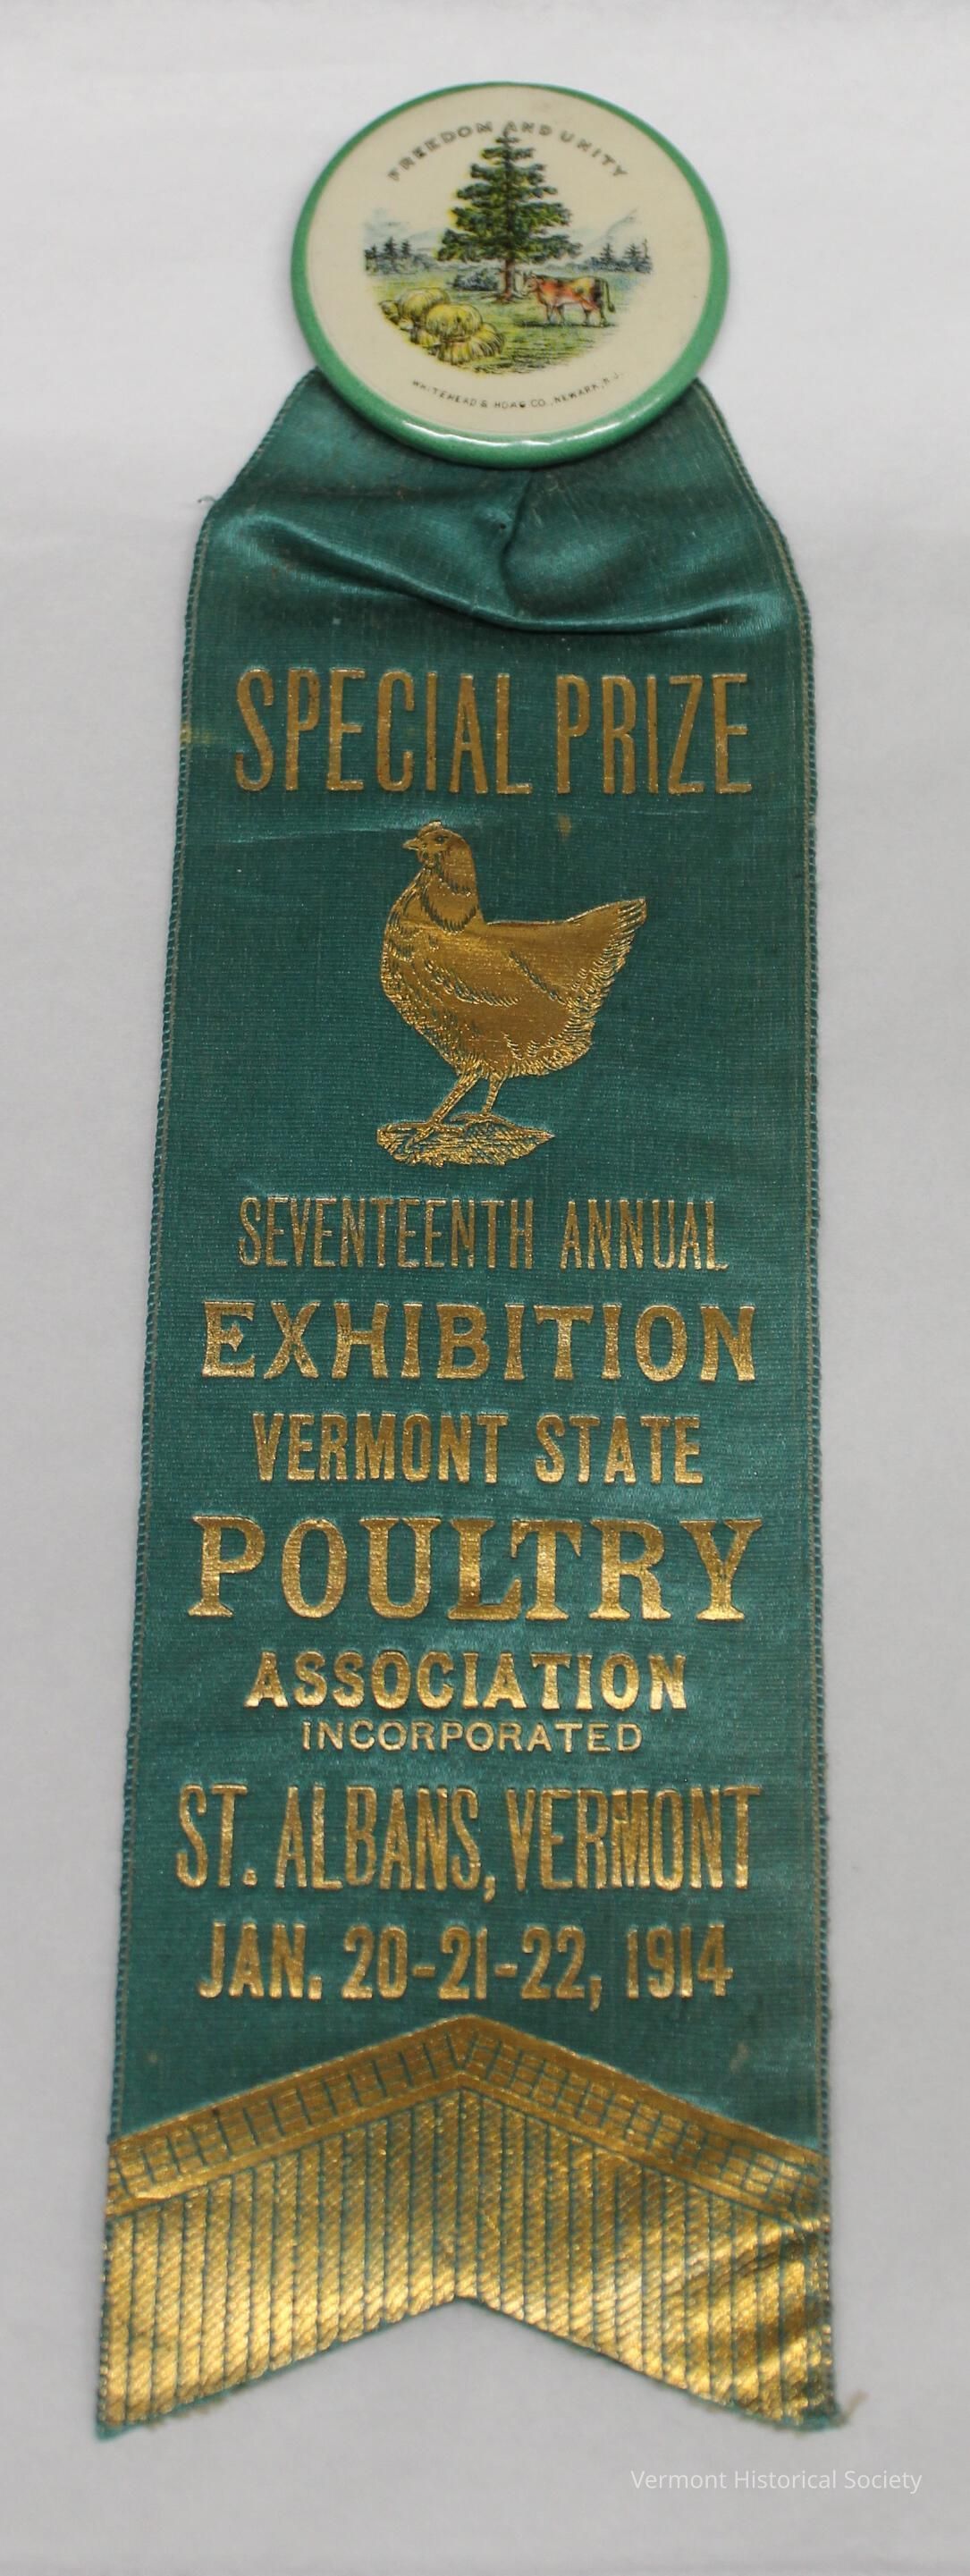 FREEDOM AND UNITY
WHITEHEAD & HOAG CO., NEWARK, N.J.
SPECIAL PRIZE
SEVENTEENTH ANNUAL
EXHIBITION
VERMONT STATE
POULTRY
ASSOCIATION
INCORPORATED
ST. ALBANS, VERMONT
JAN. 20-21-22, 1914
Vermont Historical Society